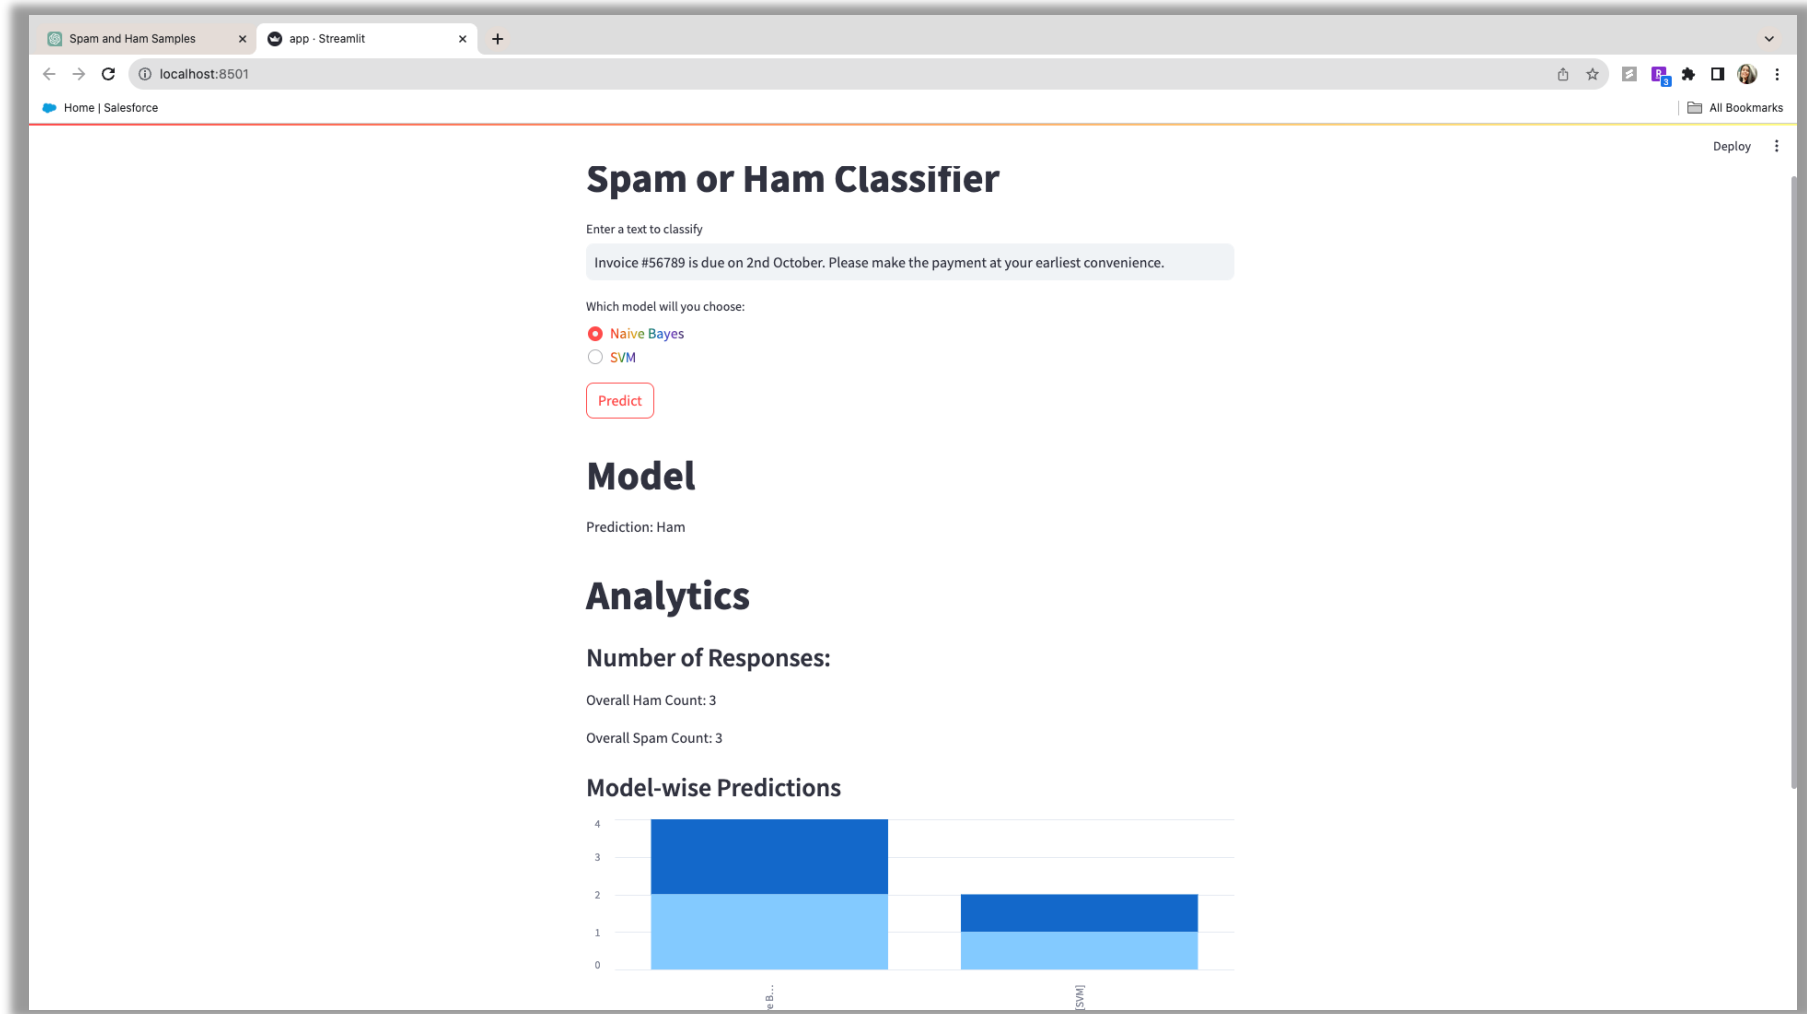 Spam and Ham Samples
app · Streamlit
localhost:8501
Home | Salesforce
All Bookmarks
Deploy
Spam or Ham Classifier
Enter a text to classify
Invoice #56789 is due on 2nd October. Please make the payment at your earliest convenience.
Which model will you choose:
Naive Bayes
SVM
Predict
Model
Prediction: Ham
Analytics
Number of Responses:
Overall Ham Count: 3
Overall Spam Count: 3
Model-wise Predictions
4
3
2
1
0
e B...
[SVM]